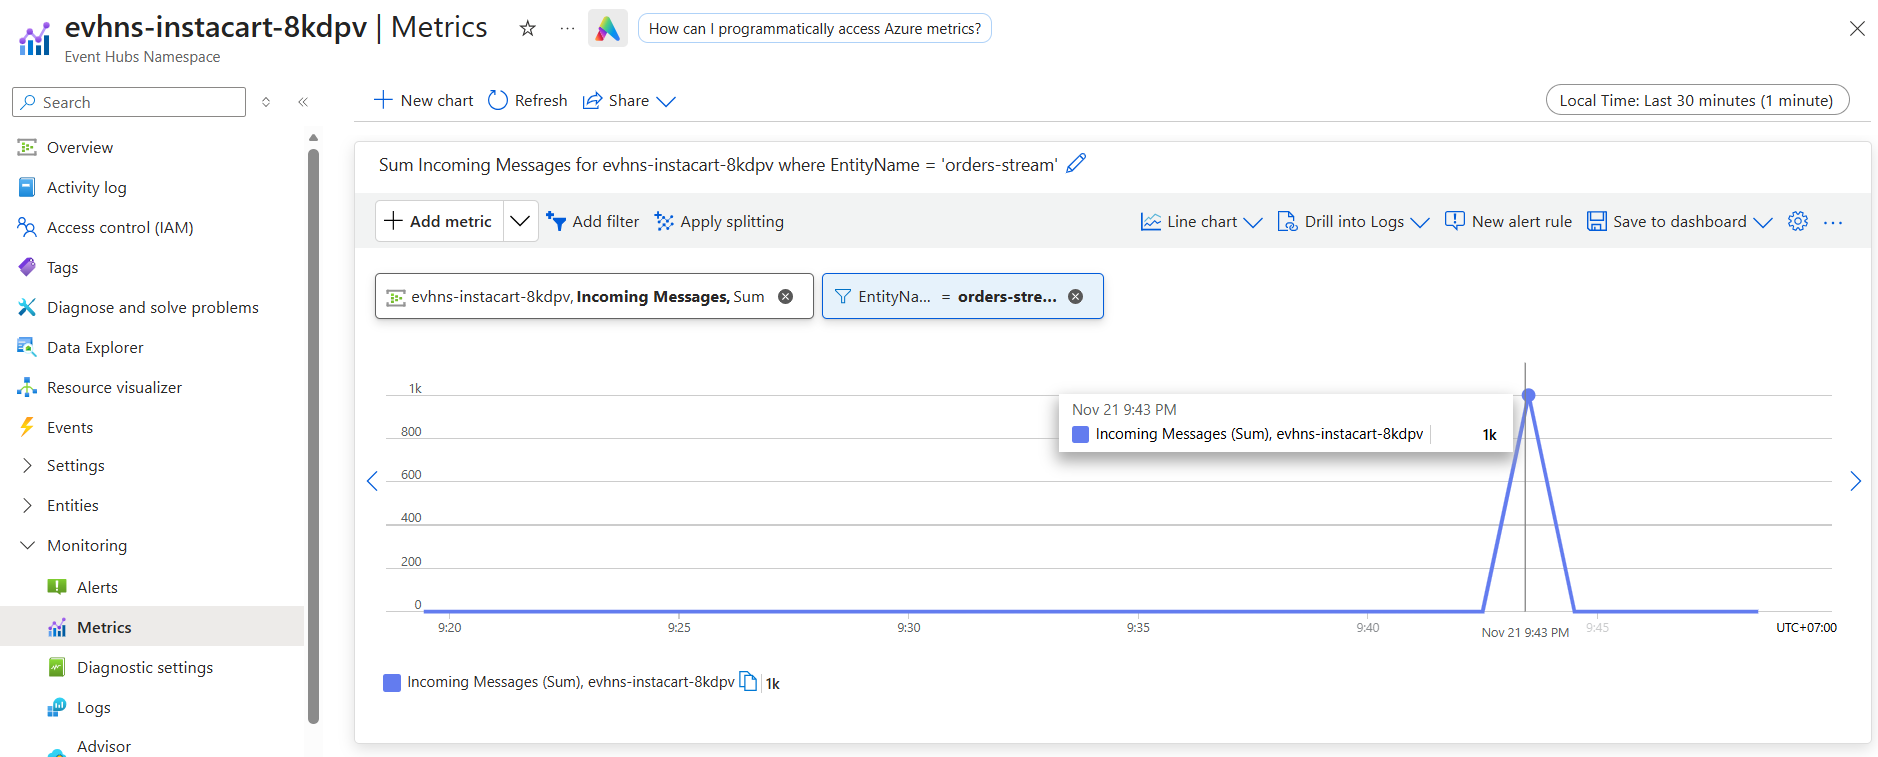 evhns-instacart-8kdpv | Metrics
How can I programmatically access Azure metrics?
Event Hubs Namespace
Search
Overview
Activity log
Access control (IAM)
Tags
Diagnose and solve problems
Data Explorer
Resource visualizer
Events
Settings
Entities
Monitoring
Alerts
Metrics
Diagnostic settings
Logs
Advisor
New chart Refresh Share
Local Time: Last 30 minutes (1 minute)
Sum Incoming Messages for evhns-instacart-8kdpv where EntityName = 'orders-stream'
Add metric Add filter Apply splitting Line chart Drill into Logs New alert rule Save to dashboard
evhns-instacart-8kdpv, Incoming Messages, Sum
EntityNa... = orders-stre...
1k
800
600
400
200
0
Nov 21 9:43 PM
Incoming Messages (Sum), evhns-instacart-8kdpv 1k
9:20 9:25 9:30 9:35 9:40 Nov 21 9:43 PM 9:45 UTC+07:00
Incoming Messages (Sum), evhns-instacart-8kdpv 1k